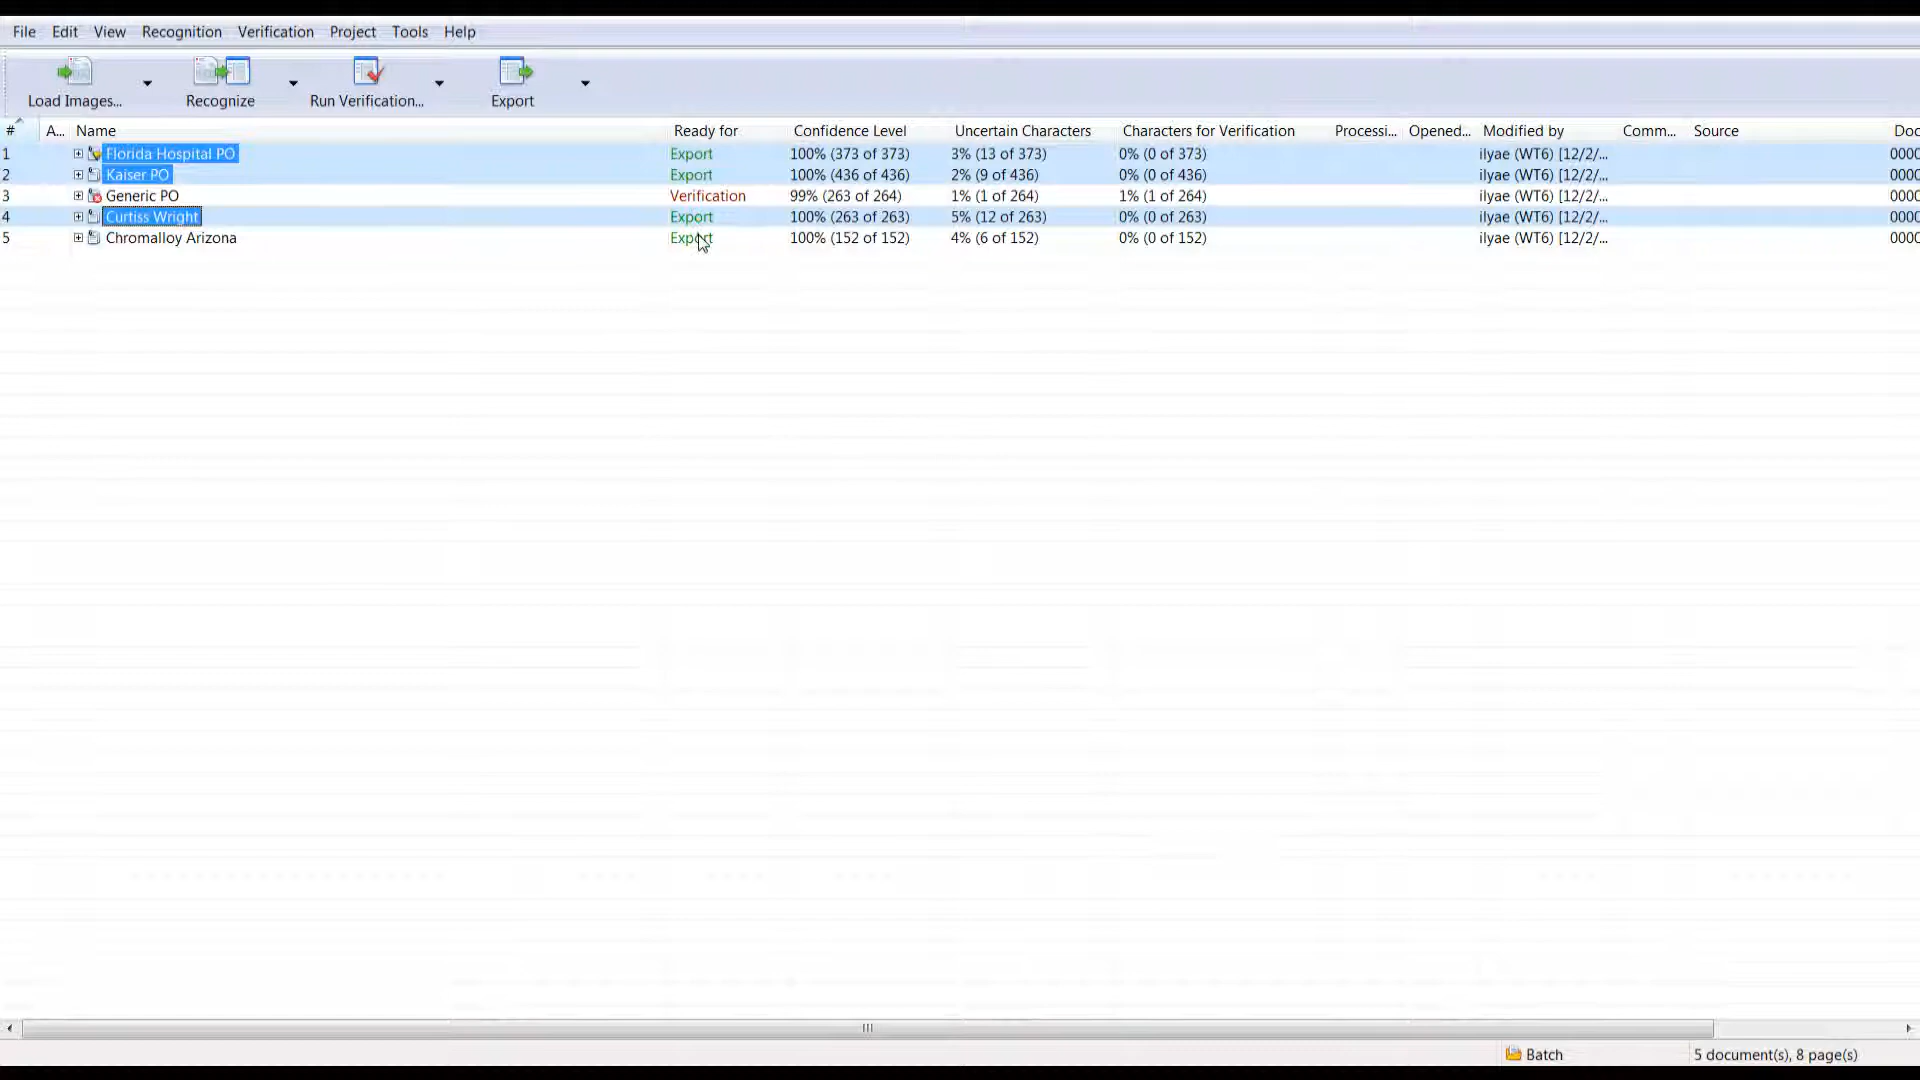 File Edit View Recognition Verification Project Tools Help
Load Images... Recognize Run Verification... Export
# A... Name Ready for Confidence Level Uncertain Characters Characters for Verification Processi... Opened... Modified by Comm... Source Doc
1 Florida Hospital PO Export 100% (373 of 373) 3% (13 of 373) 0% (0 of 373) ilyae (WT6) [12/2/... 0000
2 Kaiser PO Export 100% (436 of 436) 2% (9 of 436) 0% (0 of 436) ilyae (WT6) [12/2/... 0000
3 Generic PO Verification 99% (263 of 264) 1% (1 of 264) 1% (1 of 264) ilyae (WT6) [12/2/... 0000
4 Curtiss Wright Export 100% (263 of 263) 5% (12 of 263) 0% (0 of 263) ilyae (WT6) [12/2/... 0000
5 Chromalloy Arizona Export 100% (152 of 152) 4% (6 of 152) 0% (0 of 152) ilyae (WT6) [12/2/... 0000
Batch 5 document(s), 8 page(s)